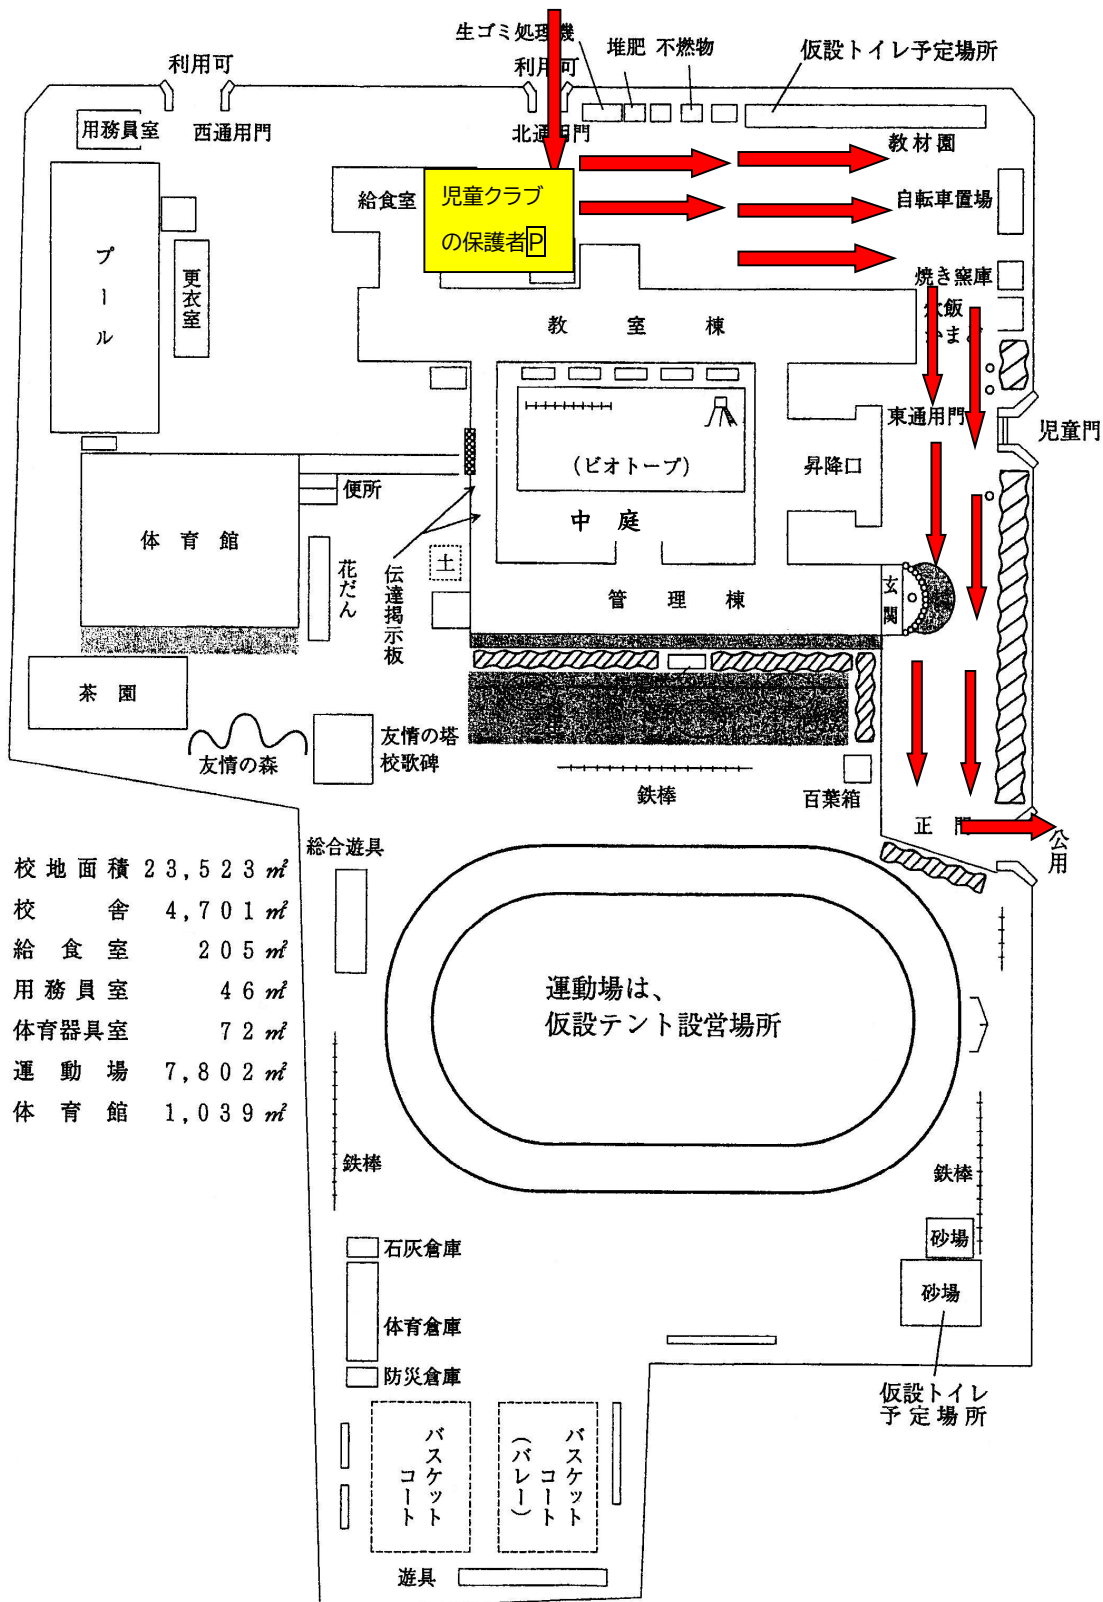 生ゴミ処理機
堆肥 不燃物
仮設トイレ予定場所
利用可
利用可
用務員室
西通用門
北通用門
教材園
給食室
児童クラブ
の保護者P
自転車置場
プール
更衣室
焼き窯庫
炊飯
かまど
教室棟
東通用門
児童門
(ビオトープ)
昇降口
便所
中庭
体育館
花だん
伝達掲示板
土
管理棟
玄関
茶園
友情の森
友情の塔
校歌碑
鉄棒
百葉箱
正門
公用
総合遊具
校地面積 23,523㎡
校舎 4,701㎡
給食室 205㎡
用務員室 46㎡
体育器具室 72㎡
運動場 7,802㎡
体育館 1,039㎡
運動場は、
仮設テント設営場所
鉄棒
鉄棒
砂場
砂場
石灰倉庫
体育倉庫
防災倉庫
仮設トイレ
予定場所
バスケット
コート
バスケット
コート
(バレー)
遊具